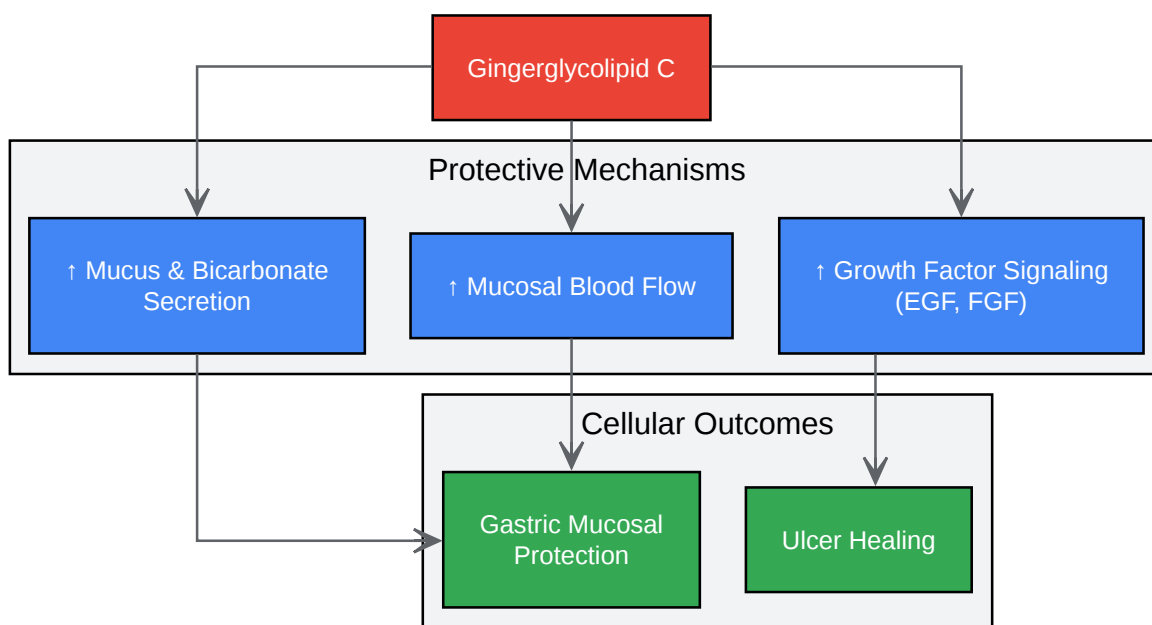 Gingerglycolipid C
Protective Mechanisms
↑ Mucus & Bicarbonate
Secretion
↑ Mucosal Blood Flow
↑ Growth Factor Signaling
(EGF, FGF)
Cellular Outcomes
Gastric Mucosal
Protection
Ulcer Healing